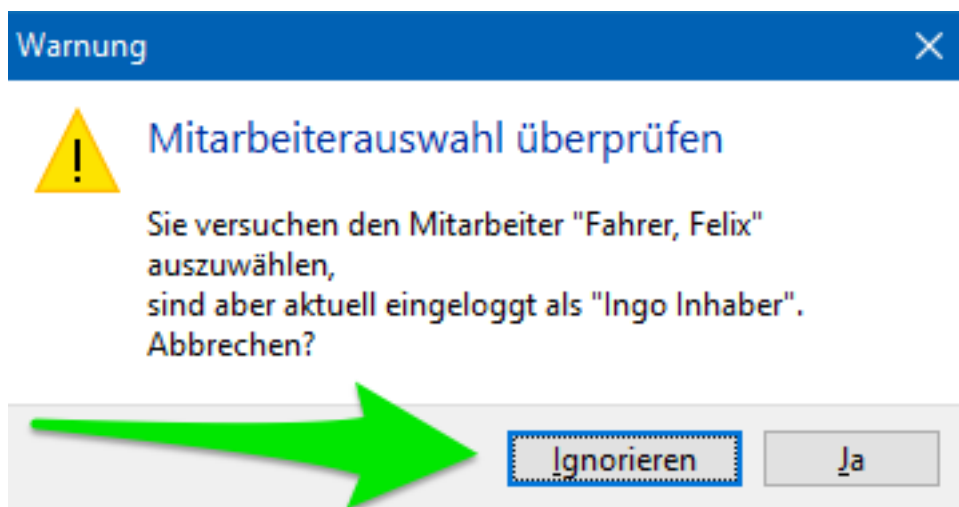 Warnung
Mitarbeiterauswahl überprüfen
Sie versuchen den Mitarbeiter "Fahrer, Felix"
auszuwählen,
sind aber aktuell eingeloggt als "Ingo Inhaber".
Abbrechen?
Ignorieren Ja